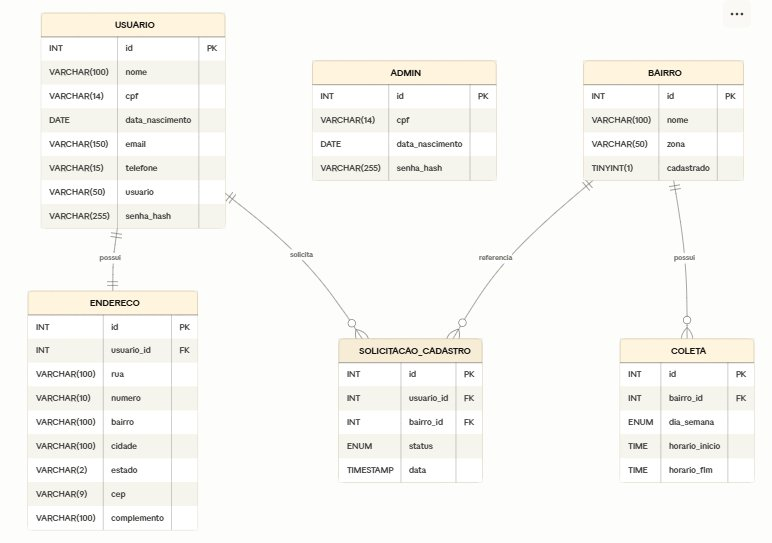 USUARIO
INT id PK
VARCHAR(100) nome
VARCHAR(14) cpf
DATE data_nascimento
VARCHAR(150) email
VARCHAR(15) telefone
VARCHAR(50) usuario
VARCHAR(255) senha_hash
ADMIN
INT id PK
VARCHAR(14) cpf
DATE data_nascimento
VARCHAR(255) senha_hash
BAIRRO
INT id PK
VARCHAR(100) nome
VARCHAR(50) zona
TINYINT(1) cadastrado
possui
solicita
referencia
possui
ENDERECO
INT id PK
INT usuario_id FK
VARCHAR(100) rua
VARCHAR(10) numero
VARCHAR(100) bairro
VARCHAR(100) cidade
VARCHAR(2) estado
VARCHAR(9) cep
VARCHAR(100) complemento
SOLICITACAO_CADASTRO
INT id PK
INT usuario_id FK
INT bairro_id FK
ENUM status
TIMESTAMP data
COLETA
INT id PK
INT bairro_id FK
ENUM dia_semana
TIME horario_inicio
TIME horario_fim